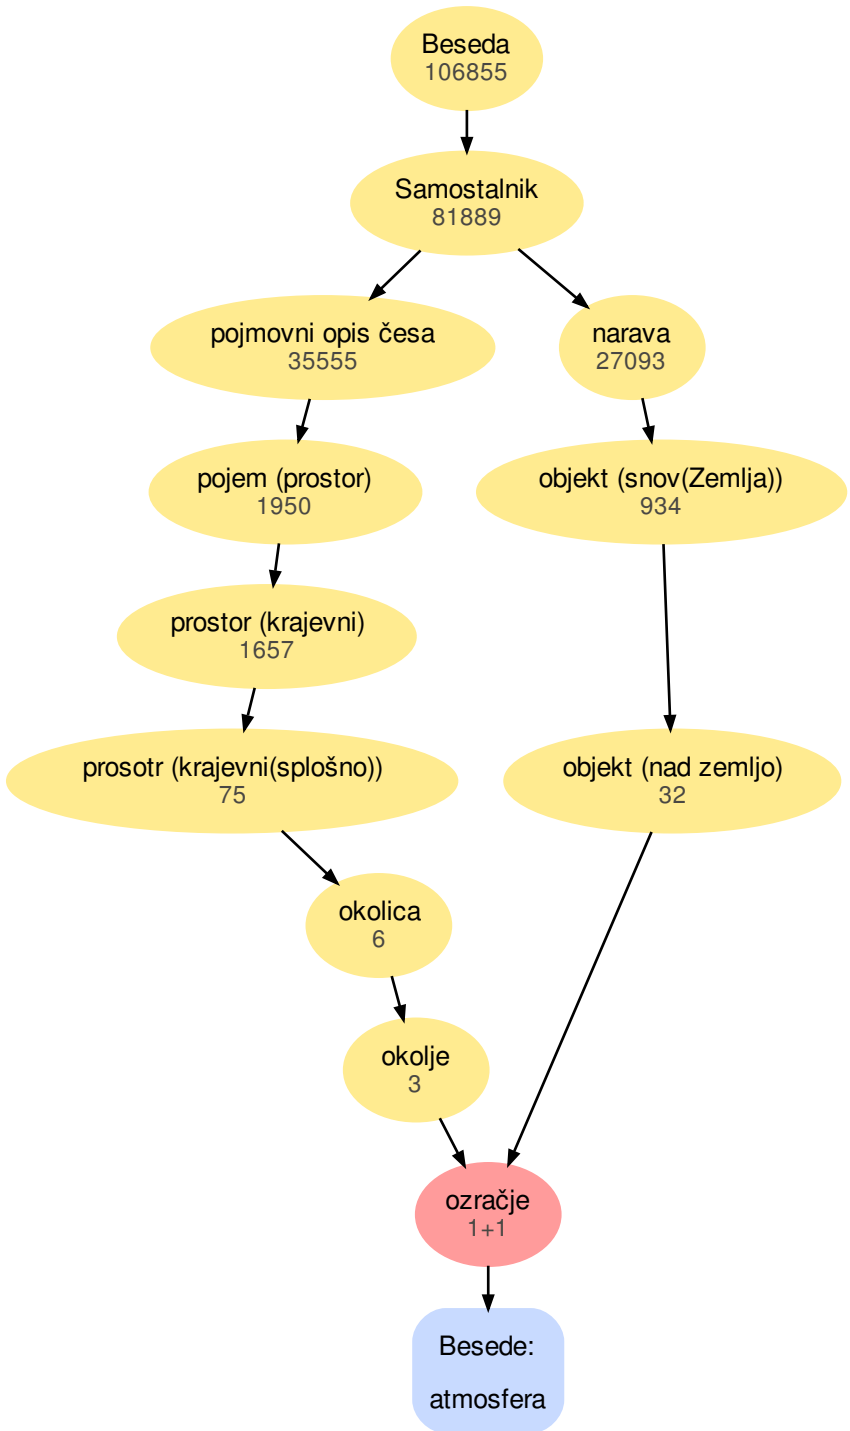 Beseda
106855
Samostalnik
81889
pojmovni opis česa
35555
narava
27093
pojem (prostor)
1950
objekt (snov(Zemlja))
934
prostor (krajevni)
1657
prosotr (krajevni(splošno))
75
objekt (nad zemljo)
32
okolica
6
okolje
3
ozračje
1+1
Besede:
atmosfera